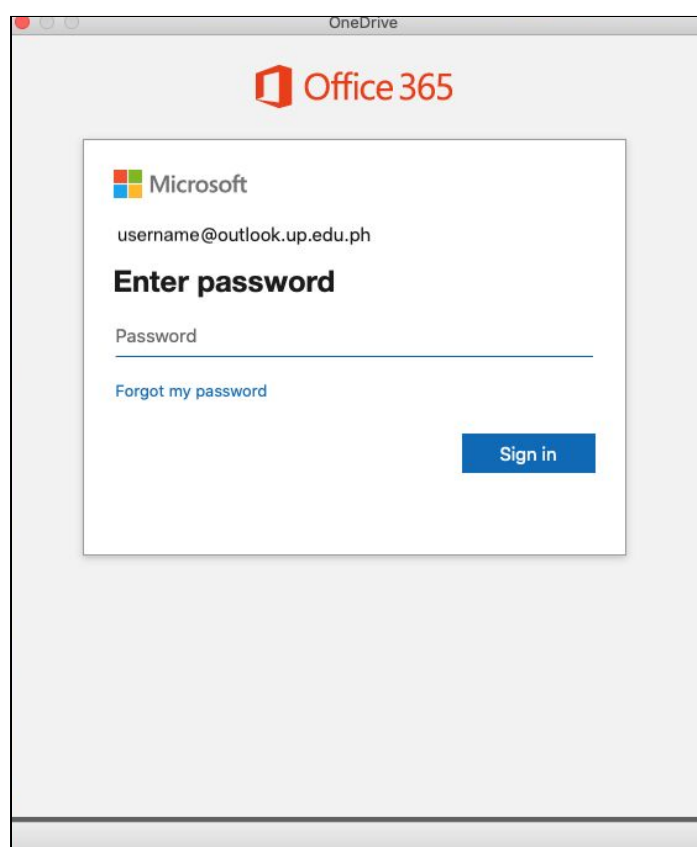 OneDrive
Office 365
Microsoft
username@outlook.up.edu.ph
Enter password
Password
Forgot my password
Sign in